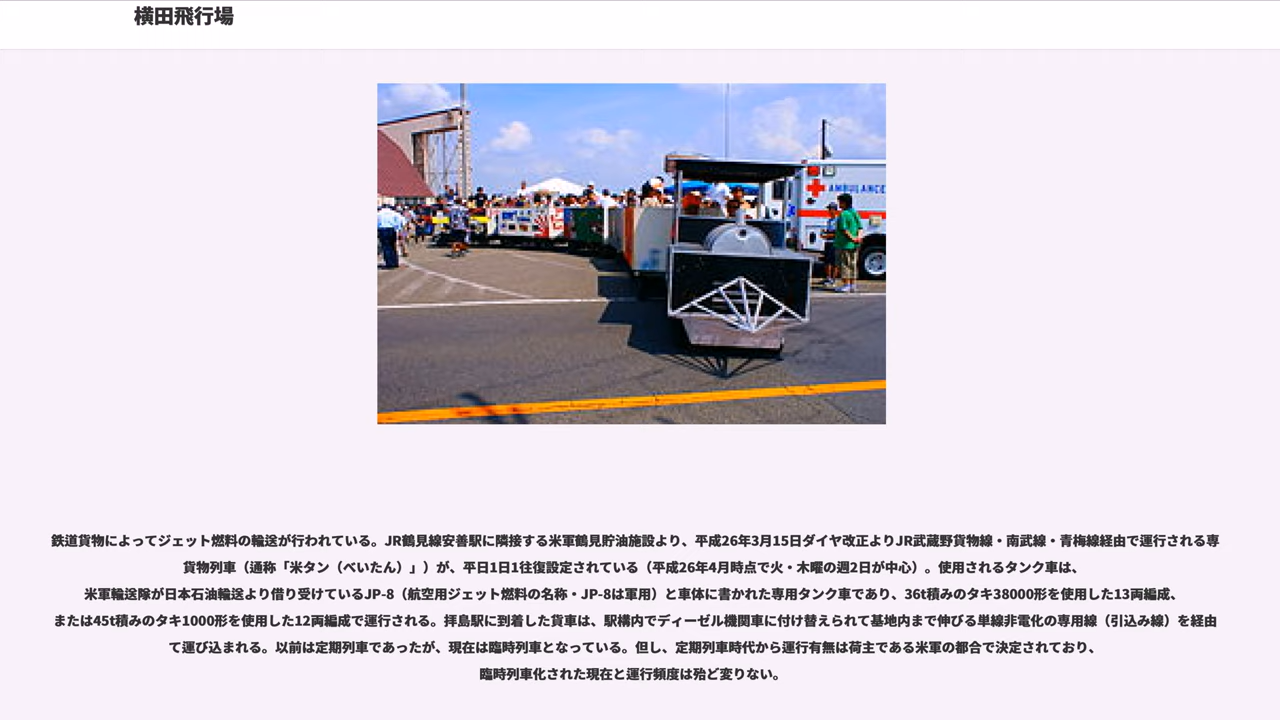 横田飛行場
AMBULANCE
鉄道貨物によってジェット燃料の輸送が行われている。JR鶴見線安善駅に隣接する米軍鶴見貯油施設より、平成26年3月15日ダイヤ改正よりJR武蔵野貨物線・南武線・青梅線経由で運行される専
貨物列車（通称「米タン（べいたん）」）が、平日1日1往復設定されている（平成26年4月時点で火・木曜の週2日が中心）。使用されるタンク車は、
米軍輸送隊が日本石油輸送より借り受けているJP-8（航空用ジェット燃料の名称・JP-8は軍用）と車体に書かれた専用タンク車であり、36t積みのタキ38000形を使用した13両編成、
または45t積みのタキ1000形を使用した12両編成で運行される。拝島駅に到着した貨車は、駅構内でディーゼル機関車に付け替えられて基地内まで伸びる単線非電化の専用線（引込み線）を経由
て運び込まれる。以前は定期列車であったが、現在は臨時列車となっている。但し、定期列車時代から運行有無は荷主である米軍の都合で決定されており、
臨時列車化された現在と運行頻度は殆ど変りない。